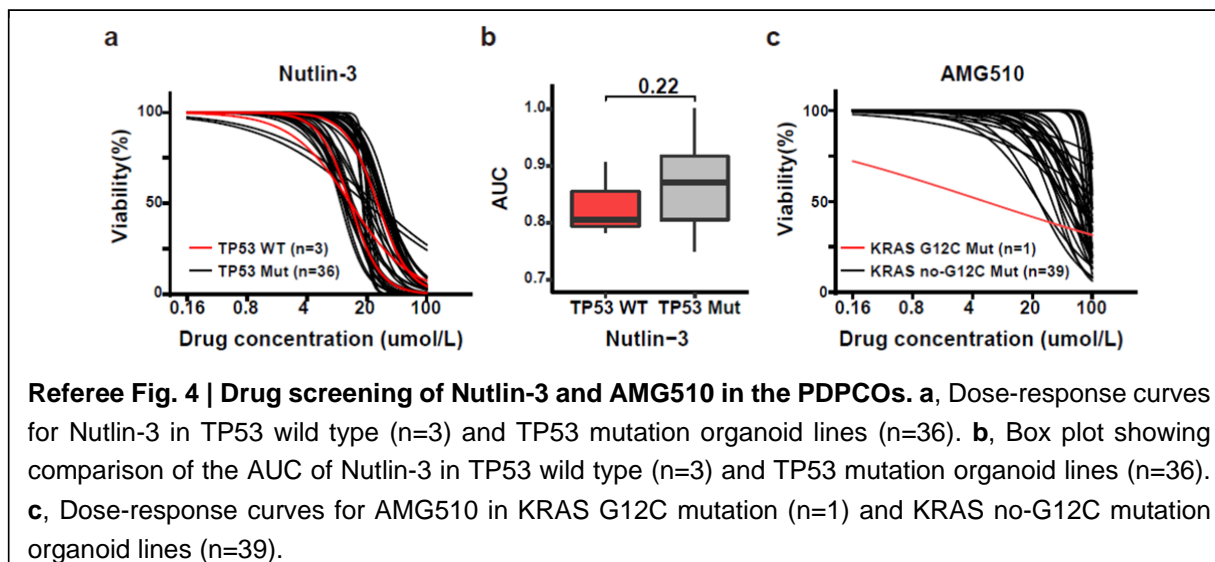 a
Nutlin-3
Viability(%)
100
50
0
TP53 WT (n=3)
TP53 Mut (n=36)
0.16 0.8 4 20 100
Drug concentration (umol/L)
b
0.22
AUC
1.0
0.9
0.8
0.7
TP53 WT TP53 Mut
Nutlin−3
c
AMG510
Viability(%)
100
50
0
KRAS G12C Mut (n=1)
KRAS no-G12C Mut (n=39)
0.16 0.8 4 20 100
Drug concentration (umol/L)
Referee Fig. 4 | Drug screening of Nutlin-3 and AMG510 in the PDPCOs. a, Dose-response curves
for Nutlin-3 in TP53 wild type (n=3) and TP53 mutation organoid lines (n=36). b, Box plot showing
comparison of the AUC of Nutlin-3 in TP53 wild type (n=3) and TP53 mutation organoid lines (n=36).
c, Dose-response curves for AMG510 in KRAS G12C mutation (n=1) and KRAS no-G12C mutation
organoid lines (n=39).